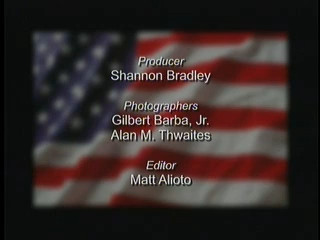 Producer
Shannon Bradley
Photographers
Gilbert Barba, Jr.
Alan M. Thwaites
Editor
Matt Alioto